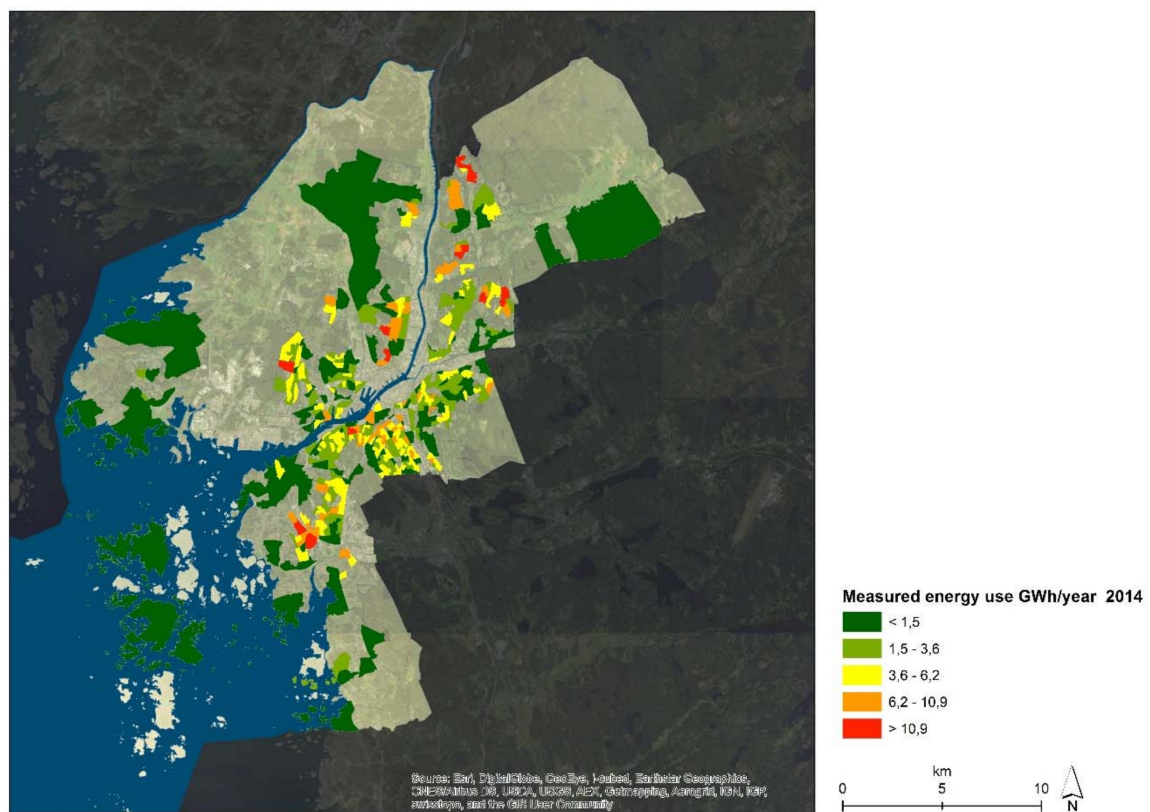 Measured energy use GWh/year 2014
< 1,5
1,5 - 3,6
3,6 - 6,2
6,2 - 10,9
> 10,9
km
0 5 10
N
Source: Esri, DigitalGlobe, GeoEye, i-cubed, Earthstar Geographics,
CNES/Airbus DS, USDA, USGS, AEX, Getmapping, Aerogrid, IGN, IGP,
swisstopo, and the GIS User Community